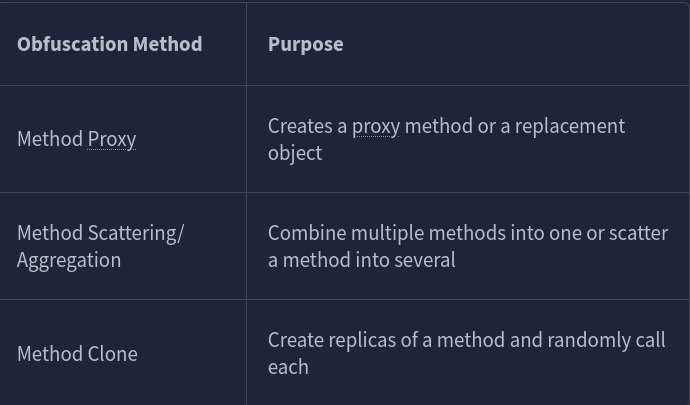 Obfuscation Method
Purpose
Method Proxy
Creates a proxy method or a replacement
object
Method Scattering/
Aggregation
Combine multiple methods into one or scatter
a method into several
Method Clone
Create replicas of a method and randomly call
each